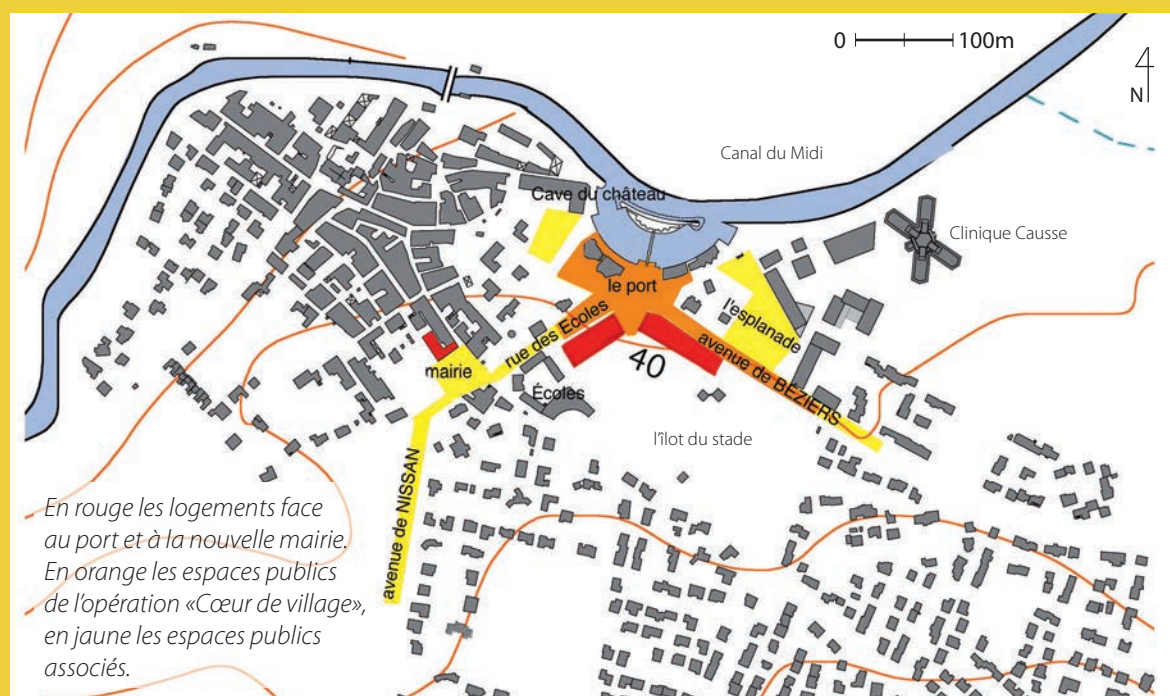 0 100m
N
Canal du Midi
Cave du château
Clinique Causse
le port
l'esplanade
rue des Ecoles
avenue de BÉZIERS
mairie
40
Écoles
l'îlot du stade
avenue de NISSAN
En rouge les logements face
au port et à la nouvelle mairie.
En orange les espaces publics
de l'opération «Cœur de village»,
en jaune les espaces publics
associés.